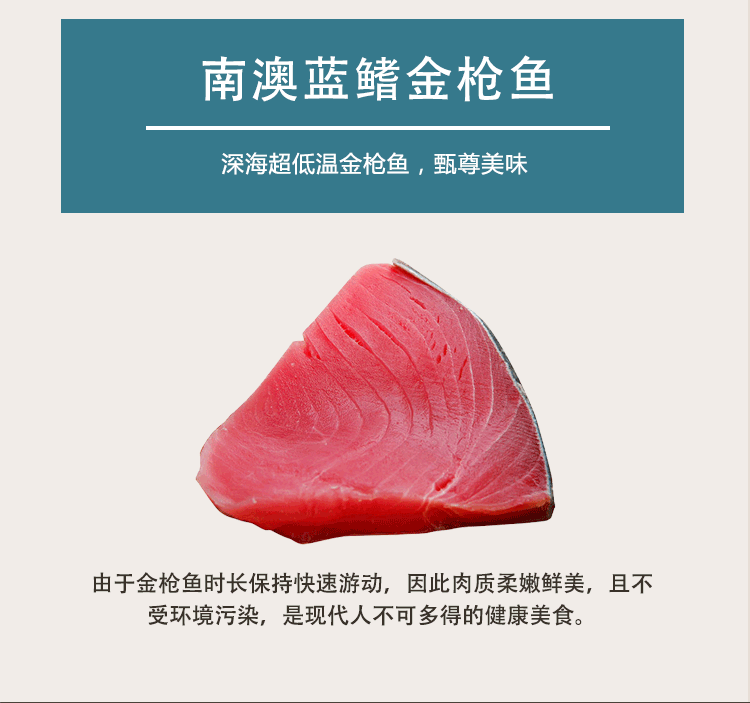 南澳蓝鳍金枪鱼
深海超低温金枪鱼，甄尊美味
由于金枪鱼时长保持快速游动，因此肉质柔嫩鲜美，且不
受环境污染，是现代人不可多得的健康美食。